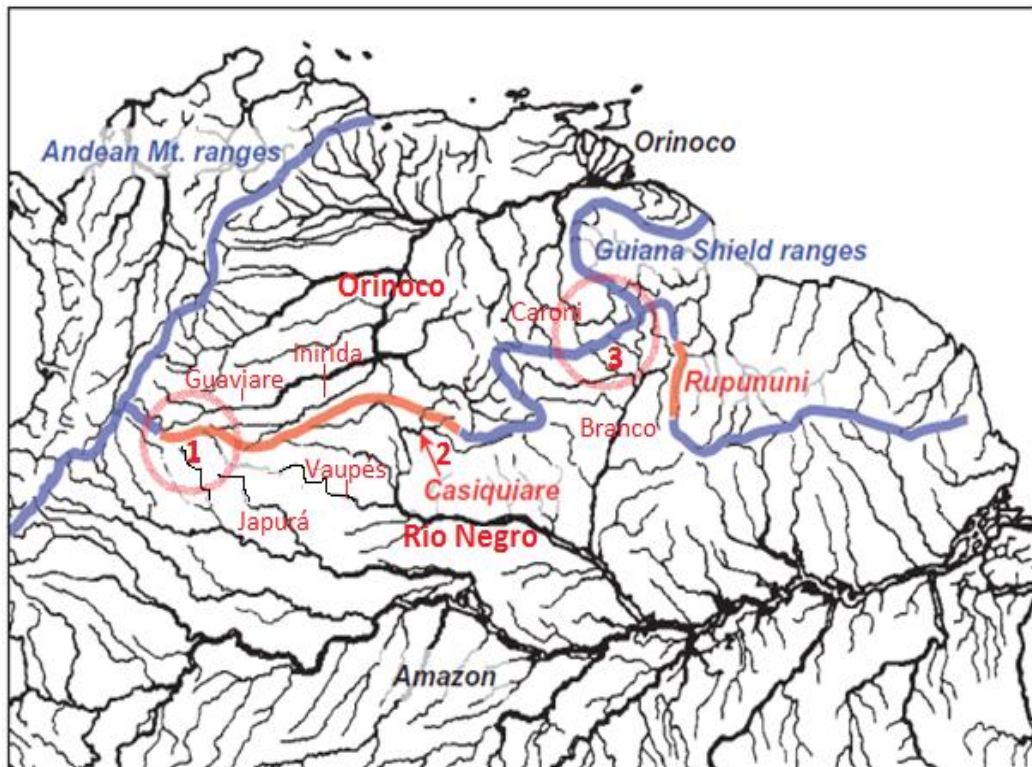 Orinoco
Andean Mt. ranges
Guiana Shield ranges
Orinoco
Caroni
Inirida
3
Guaviare
Rupununi
Branco
1
2
Vaupés
Casiquiare
Japurá
Rio Negro
Amazon